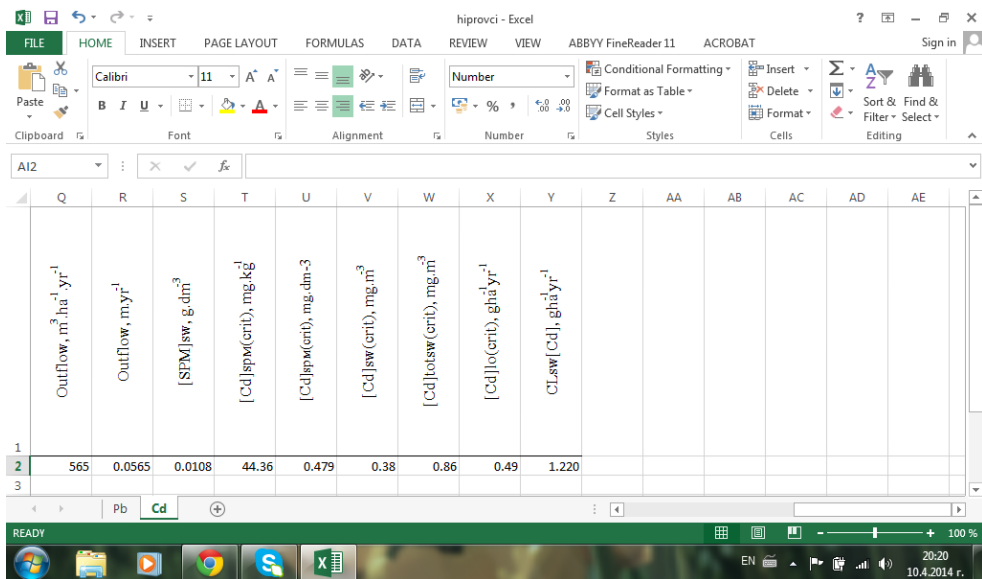 hiprovci - Excel
FILE HOME INSERT PAGE LAYOUT FORMULAS DATA REVIEW VIEW ABBYY FineReader 11 ACROBAT Sign in
Paste
Calibri 11
B I U
Number
Conditional Formatting
Format as Table
Cell Styles
Insert
Delete
Format
Sort & Filter
Find & Select
Clipboard Font Alignment Number Styles Cells Editing
AI2 fx
Q R S T U V W X Y Z AA AB AC AD AE
1
Outflow, m³.ha⁻¹.yr⁻¹
Outflow, m.yr⁻¹
[SPM]sw, g.dm⁻³
[Cd]SPM(crit), mg.kg⁻¹
[Cd]SPM(crit), mg.dm-3
[Cd]sw(crit), mg.m⁻³
[Cd]totsw(crit), mg.m⁻³
[Cd]lo(crit), gha⁻¹yr⁻¹
CLsw[Cd], gha⁻¹yr⁻¹
2 565 0.0565 0.0108 44.36 0.479 0.38 0.86 0.49 1.220
3
Pb Cd
READY 100 %
EN 20:20
10.4.2014 г.